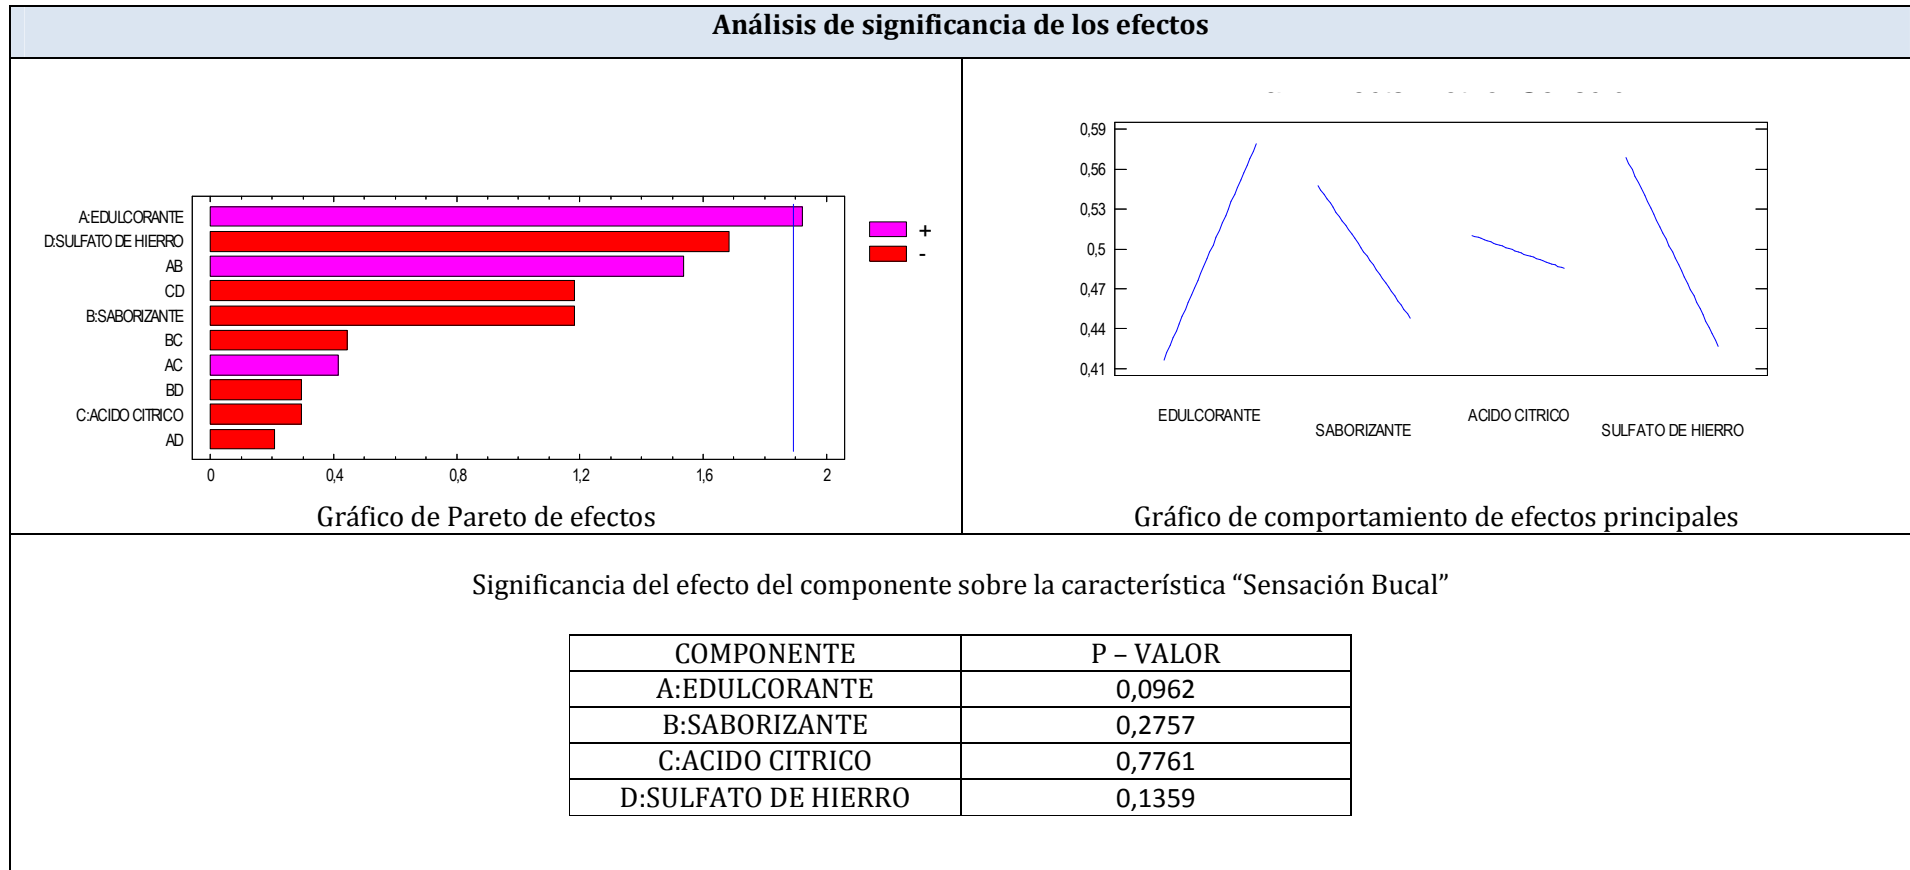 Análisis de significancia de los efectos
A:EDULCORANTE
D:SULFATO DE HIERRO
AB
CD
B:SABORIZANTE
BC
AC
BD
C:ACIDO CITRICO
AD
0 0,4 0,8 1,2 1,6 2
+
-
Gráfico de Pareto de efectos
0,59
0,56
0,53
0,5
0,47
0,44
0,41
EDULCORANTE
SABORIZANTE
ACIDO CITRICO
SULFATO DE HIERRO
Gráfico de comportamiento de efectos principales
Significancia del efecto del componente sobre la característica “Sensación Bucal”
COMPONENTE P – VALOR
A:EDULCORANTE 0,0962
B:SABORIZANTE 0,2757
C:ACIDO CITRICO 0,7761
D:SULFATO DE HIERRO 0,1359